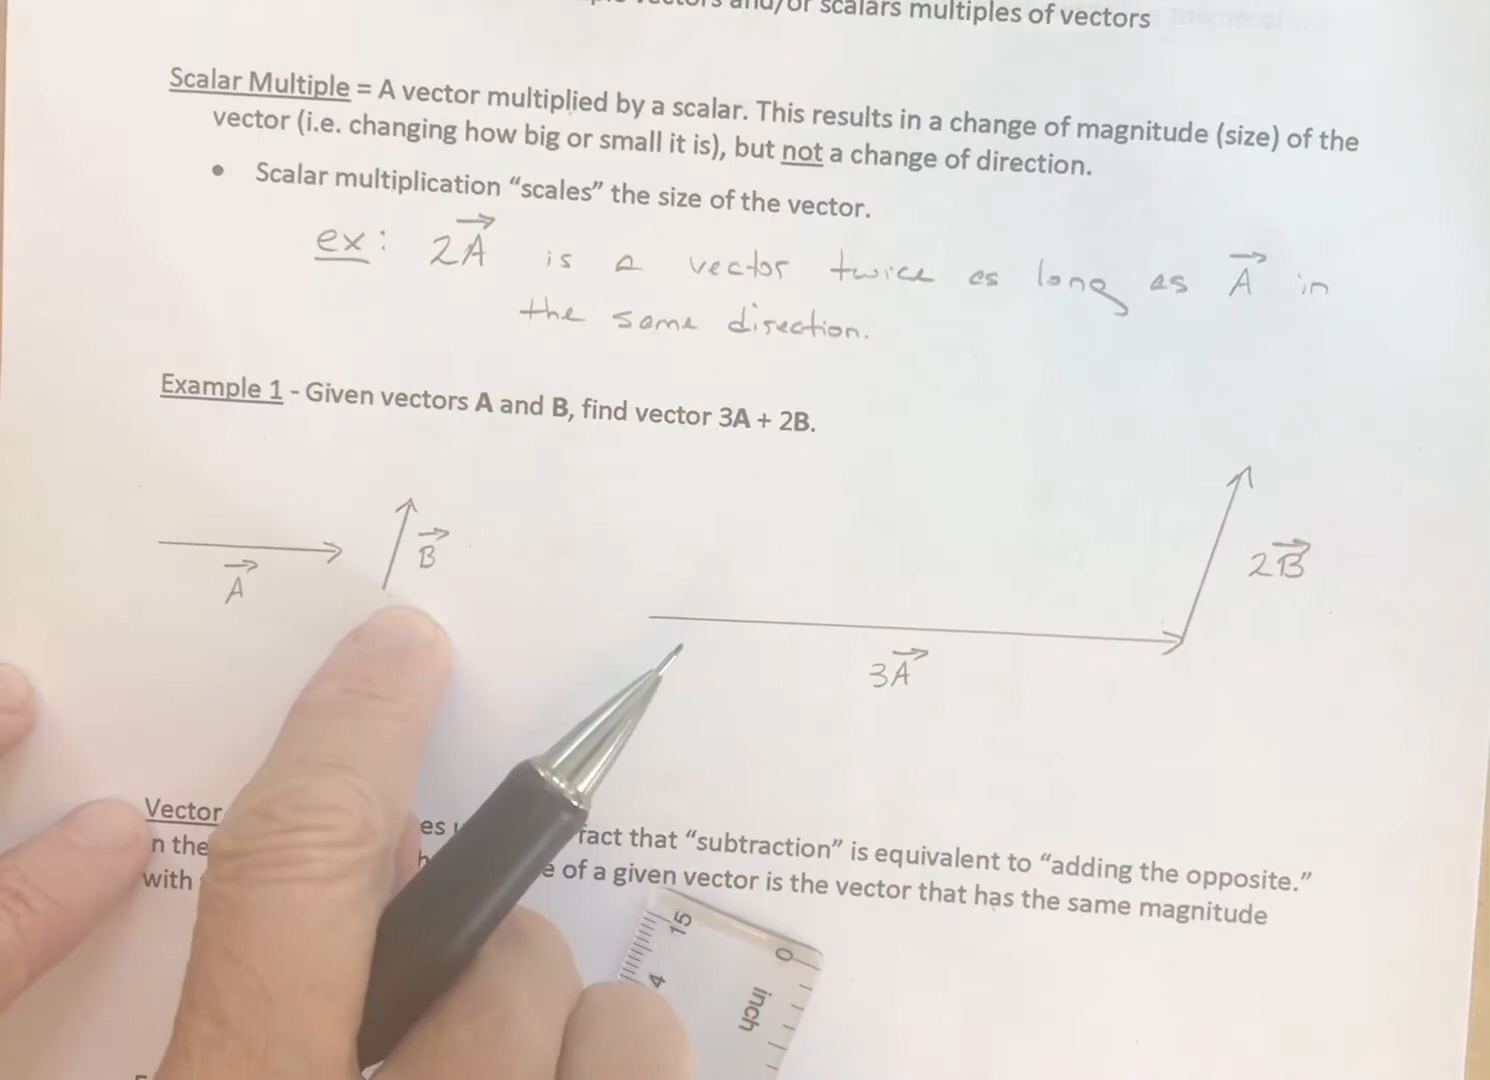 vectors and/or scalars multiples of vectors
Scalar Multiple = A vector multiplied by a scalar. This results in a change of magnitude (size) of the
vector (i.e. changing how big or small it is), but not a change of direction.
• Scalar multiplication “scales” the size of the vector.
ex: 2A is a vector twice as long as A in
the same direction.
Example 1 - Given vectors A and B, find vector 3A + 2B.
A
B
2B
3A
Vector fact that “subtraction” is equivalent to “adding the opposite.”
the of a given vector is the vector that has the same magnitude
with
15
4
0
inch